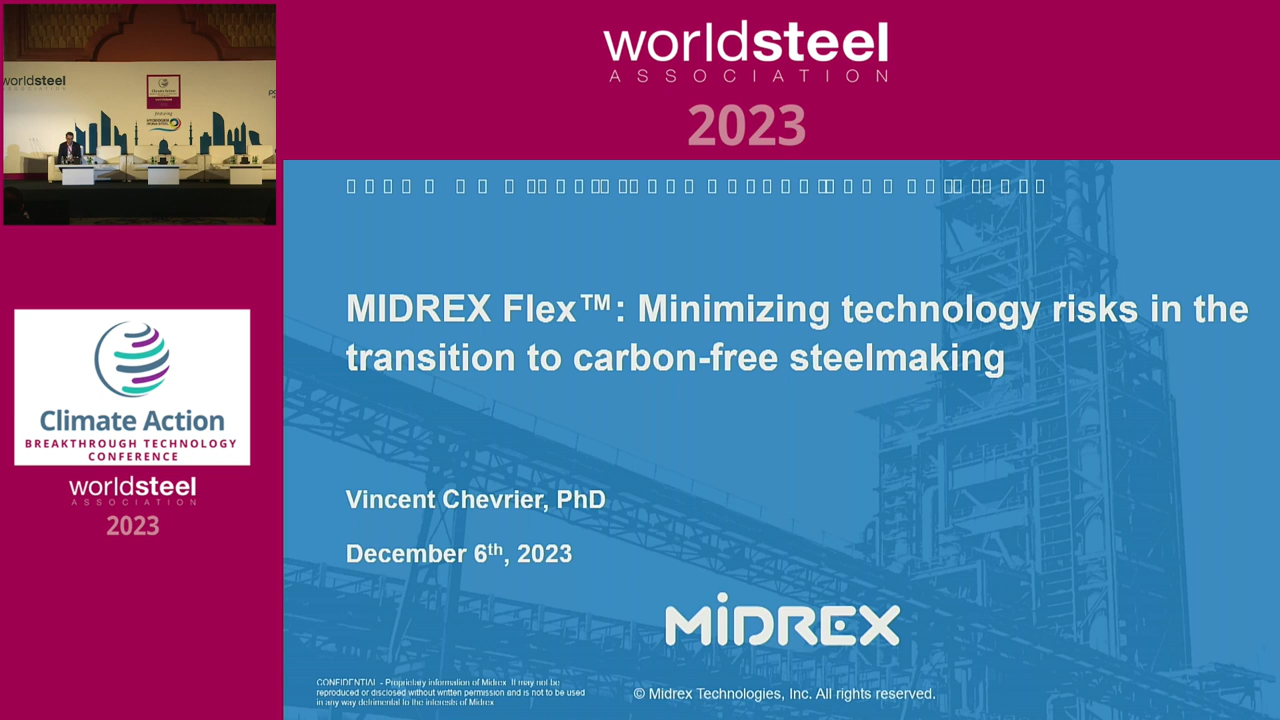 worldsteel
ASSOCIATION
2023
worldsteel
MIDREX Flex™: Minimizing technology risks in the
transition to carbon-free steelmaking
Vincent Chevrier, PhD
December 6th, 2023
MIDREX
CONFIDENTIAL - Proprietary information of Midrex. It may not be
reproduced or disclosed without written permission and is not to be used
in any way detrimental to the interests of Midrex
© Midrex Technologies, Inc. All rights reserved.
Climate Action
BREAKTHROUGH TECHNOLOGY
CONFERENCE
worldsteel
ASSOCIATION
2023